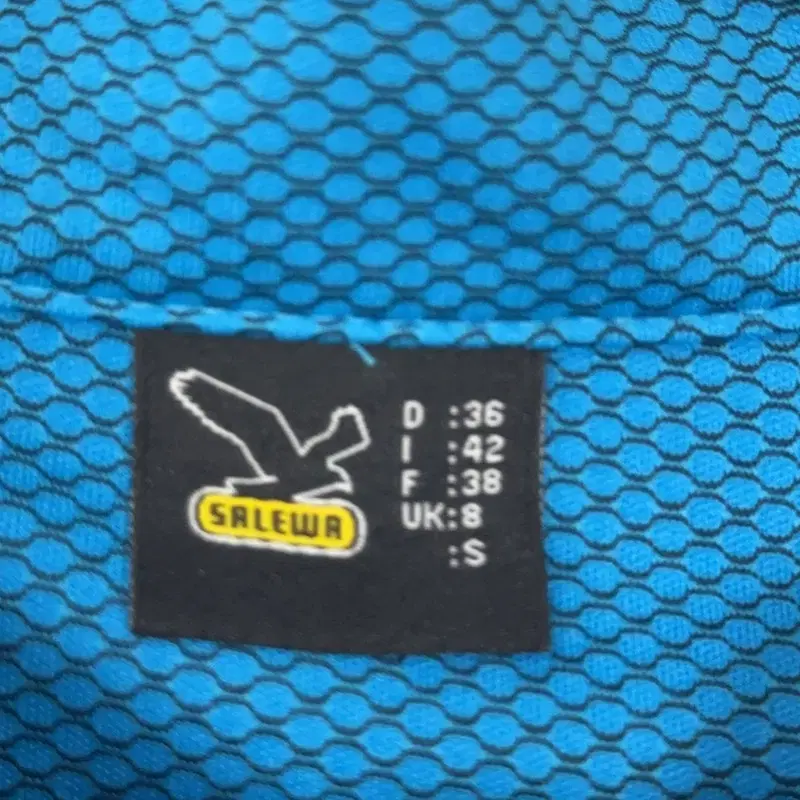 SALEWA
D :36
I :42
F :38
UK:8
:S